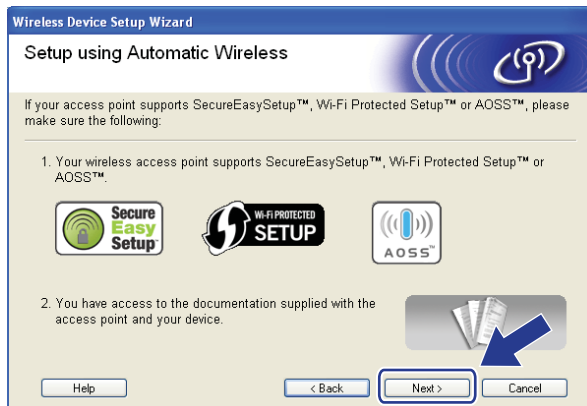 Wireless Device Setup Wizard
Setup using Automatic Wireless
If your access point supports SecureEasySetup™, Wi-Fi Protected Setup™ or AOSS™, please
make sure the following:
1. Your wireless access point supports SecureEasySetup™, Wi-Fi Protected Setup™ or
AOSS™.
Secure
Easy
Setup™
WI-FI PROTECTED
SETUP
AOSS™
2. You have access to the documentation supplied with the
access point and your device.
Help
< Back
Next >
Cancel